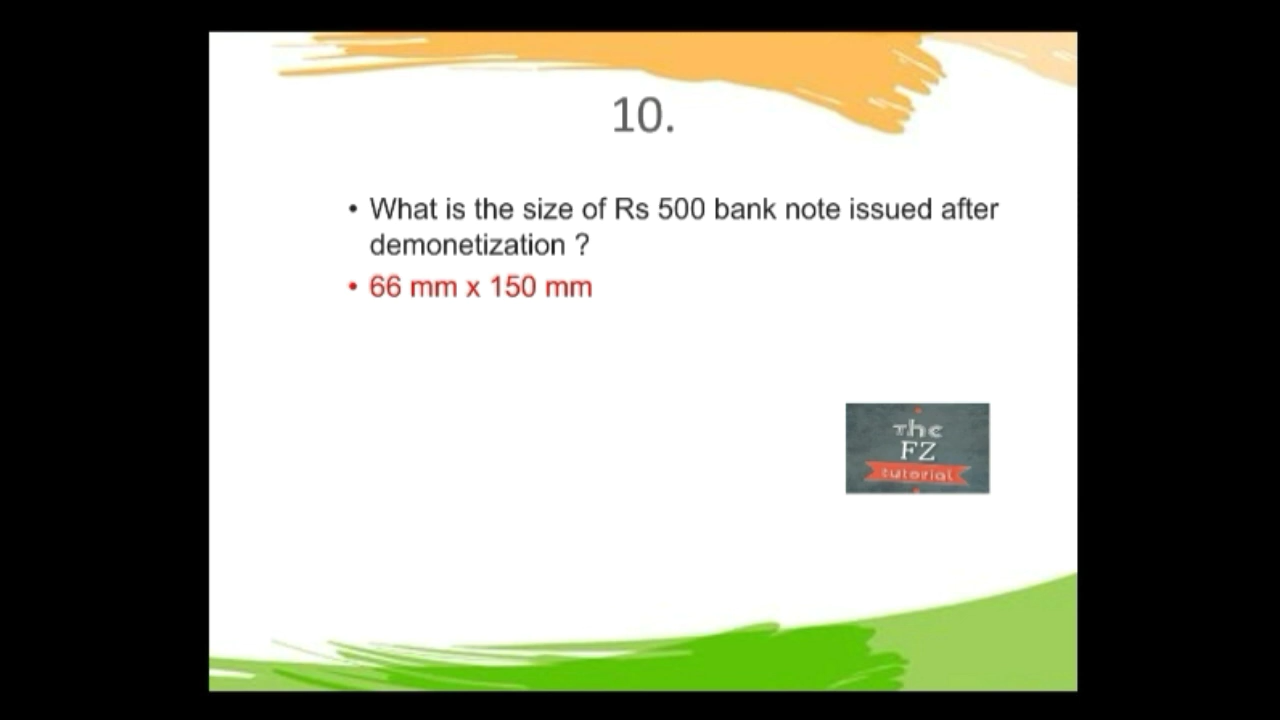 10.
• What is the size of Rs 500 bank note issued after
demonetization ?
• 66 mm x 150 mm
The
FZ
tutorial